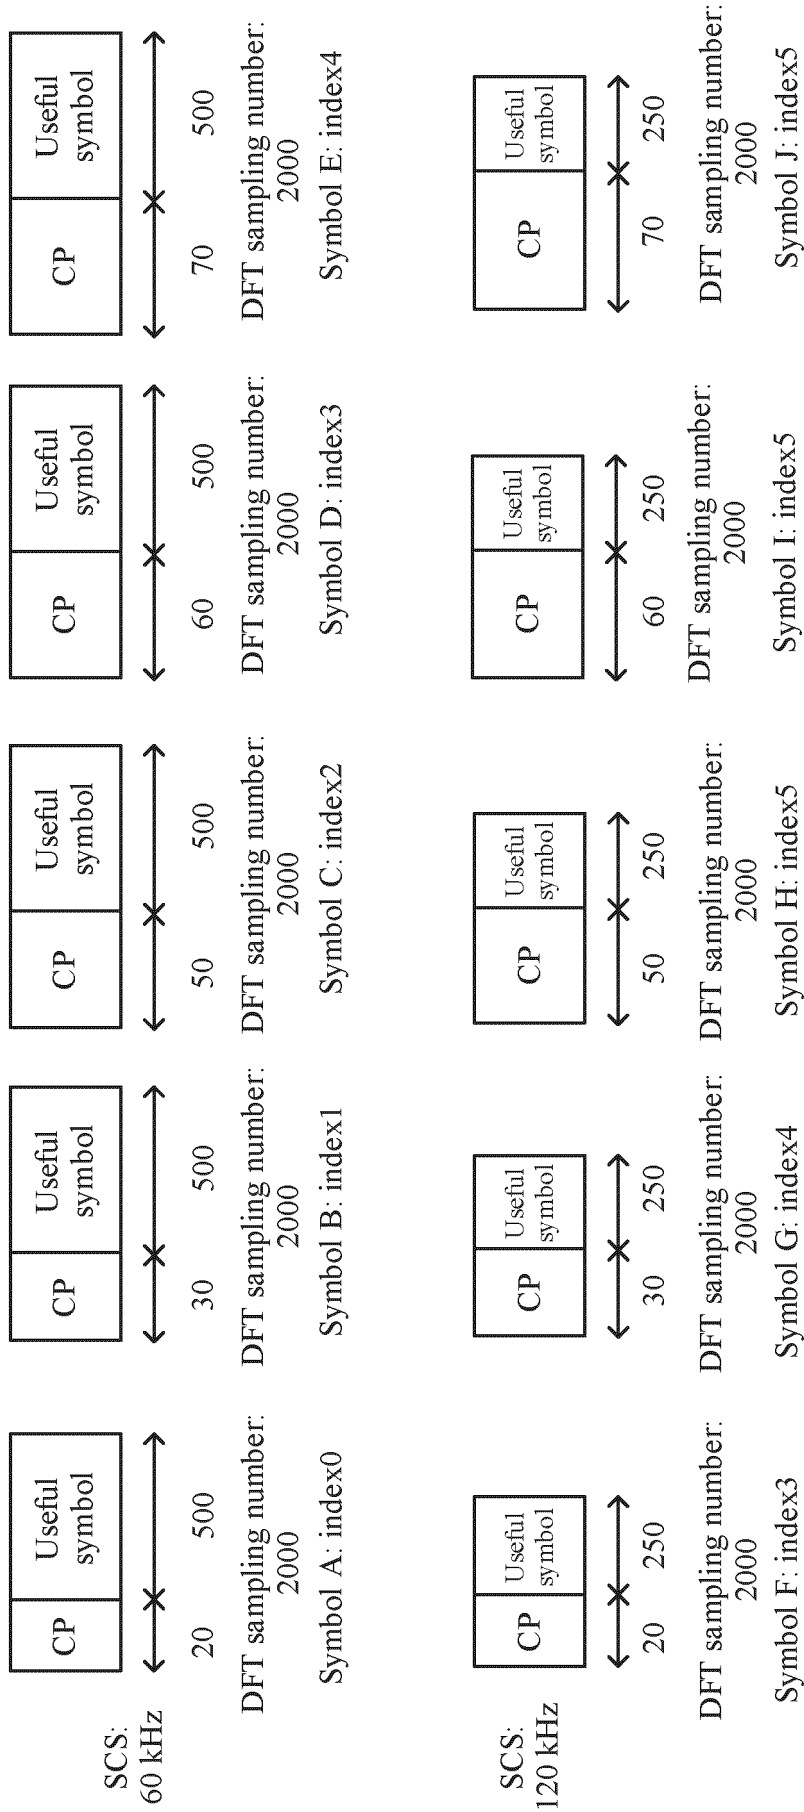 SCS:
60 kHz
CP
Useful
symbol
20
500
DFT sampling number:
2000
Symbol A: index0
CP
Useful
symbol
30
500
DFT sampling number:
2000
Symbol B: index1
CP
Useful
symbol
50
500
DFT sampling number:
2000
Symbol C: index2
CP
Useful
symbol
60
500
DFT sampling number:
2000
Symbol D: index3
CP
Useful
symbol
70
500
DFT sampling number:
2000
Symbol E: index4
SCS:
120 kHz
CP
Useful
symbol
20
250
DFT sampling number:
2000
Symbol F: index3
CP
Useful
symbol
30
250
DFT sampling number:
2000
Symbol G: index4
CP
Useful
symbol
50
250
DFT sampling number:
2000
Symbol H: index5
CP
Useful
symbol
60
250
DFT sampling number:
2000
Symbol I: index5
CP
Useful
symbol
70
250
DFT sampling number:
2000
Symbol J: index5